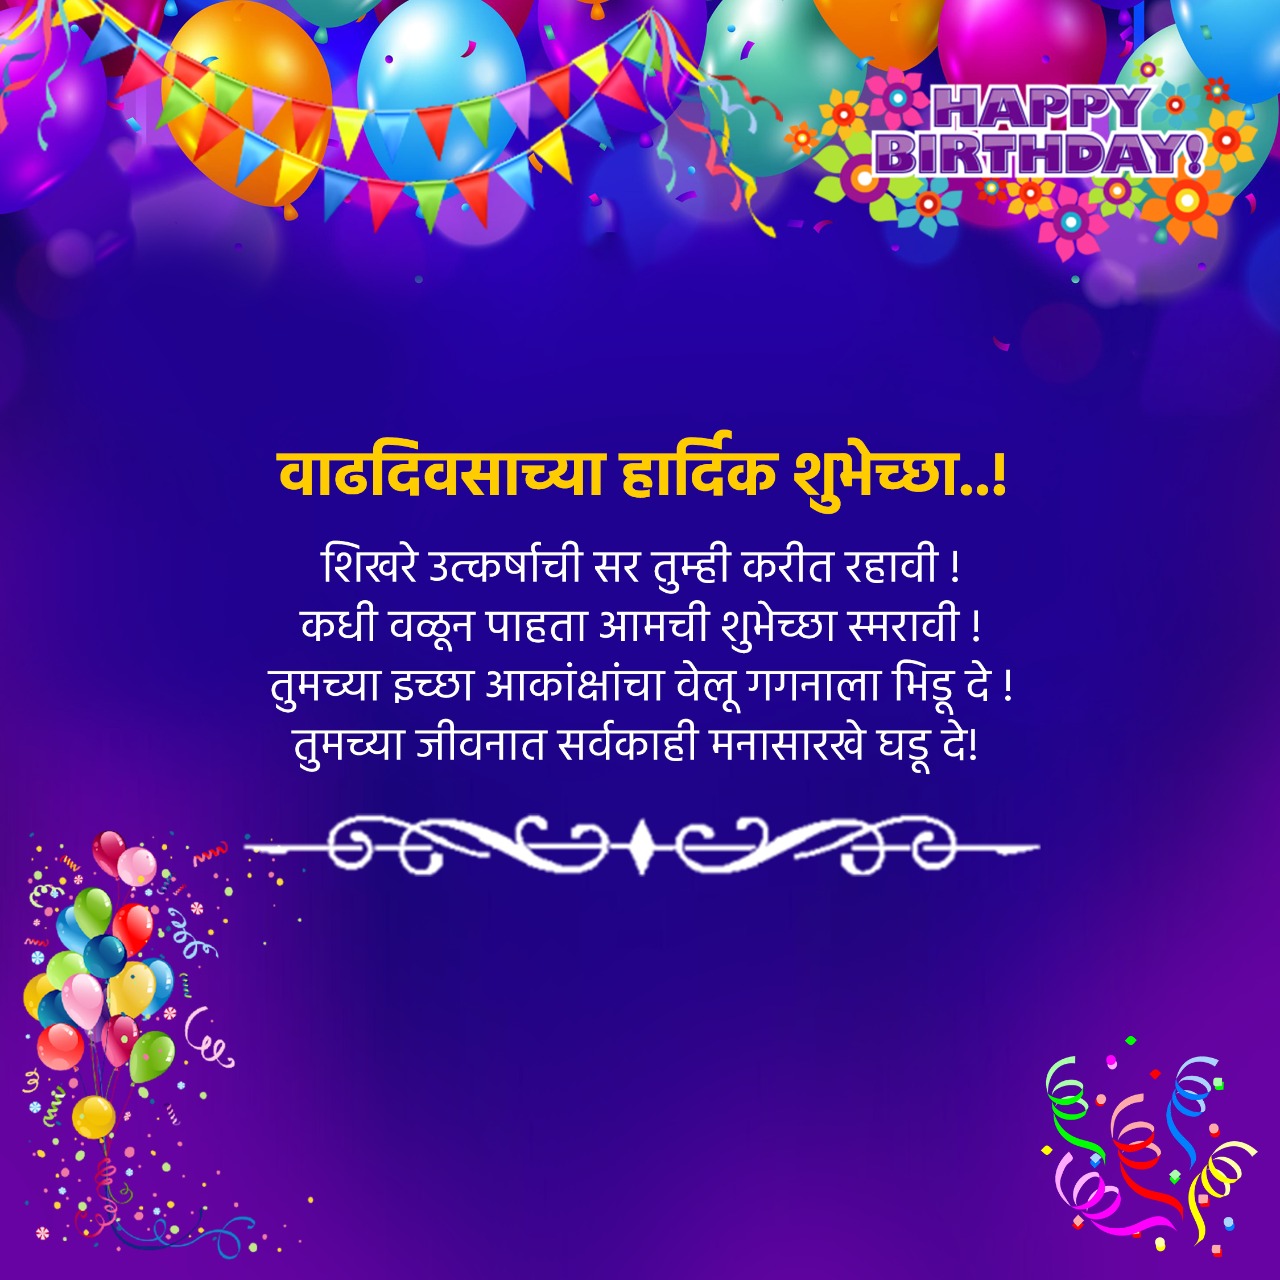 HAPPY
BIRTHDAY!
वाढदिवसाच्या हार्दिक शुभेच्छा..!
शिखरे उत्कर्षाची सर तुम्ही करीत रहावी !
कधी वळून पाहता आमची शुभेच्छा स्मरावी !
तुमच्या इच्छा आकांक्षांचा वेलू गगनाला भिडू दे !
तुमच्या जीवनात सर्वकाही मनासारखे घडू दे!